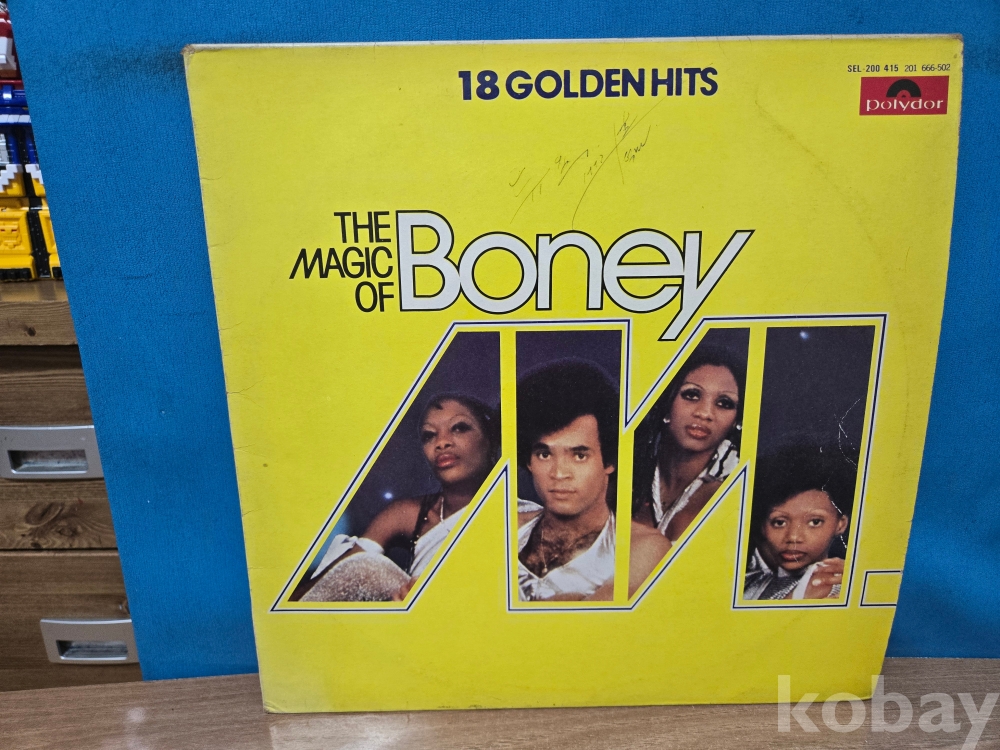 SEL-200 415 201 666-502
18 GOLDEN HITS
polydor
THE
MAGIC
OF
Boney
M.
kobay